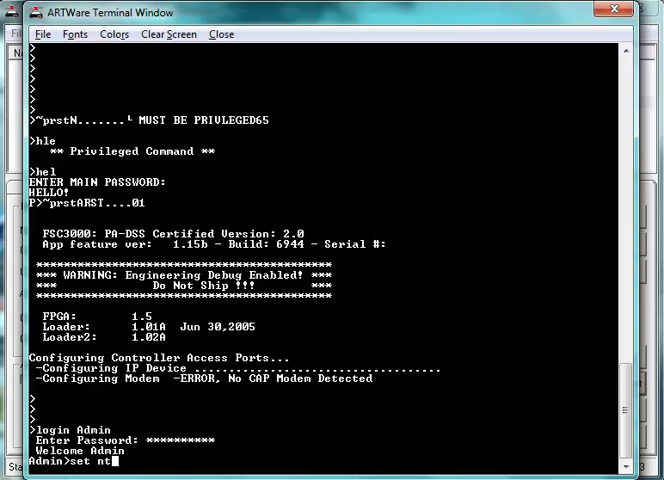 ARTWare Terminal Window
File Fonts Colors Clear Screen Close
>
>
>
>
>
>
>
>~prstN.......└ MUST BE PRIVLEGED65
>hle
** Privileged Command **
>hel
ENTER MAIN PASSWORD:
HELLO!
P>~prstARST....01
FSC3000: PA-DSS Certified Version: 2.0
App feature ver: 1.15b - Build: 6944 - Serial #:
****************************************
*** WARNING: Engineering Debug Enabled! ***
*** Do Not Ship !!! ***
****************************************
FPGA: 1.5
Loader: 1.01A Jun 30,2005
Loader2: 1.02A
Configuring Controller Access Ports...
-Configuring IP Device ...................................
-Configuring Modem -ERROR, No CAP Modem Detected
>
>
>
>login Admin
Enter Password: **********
Welcome Admin
Admin>set nt